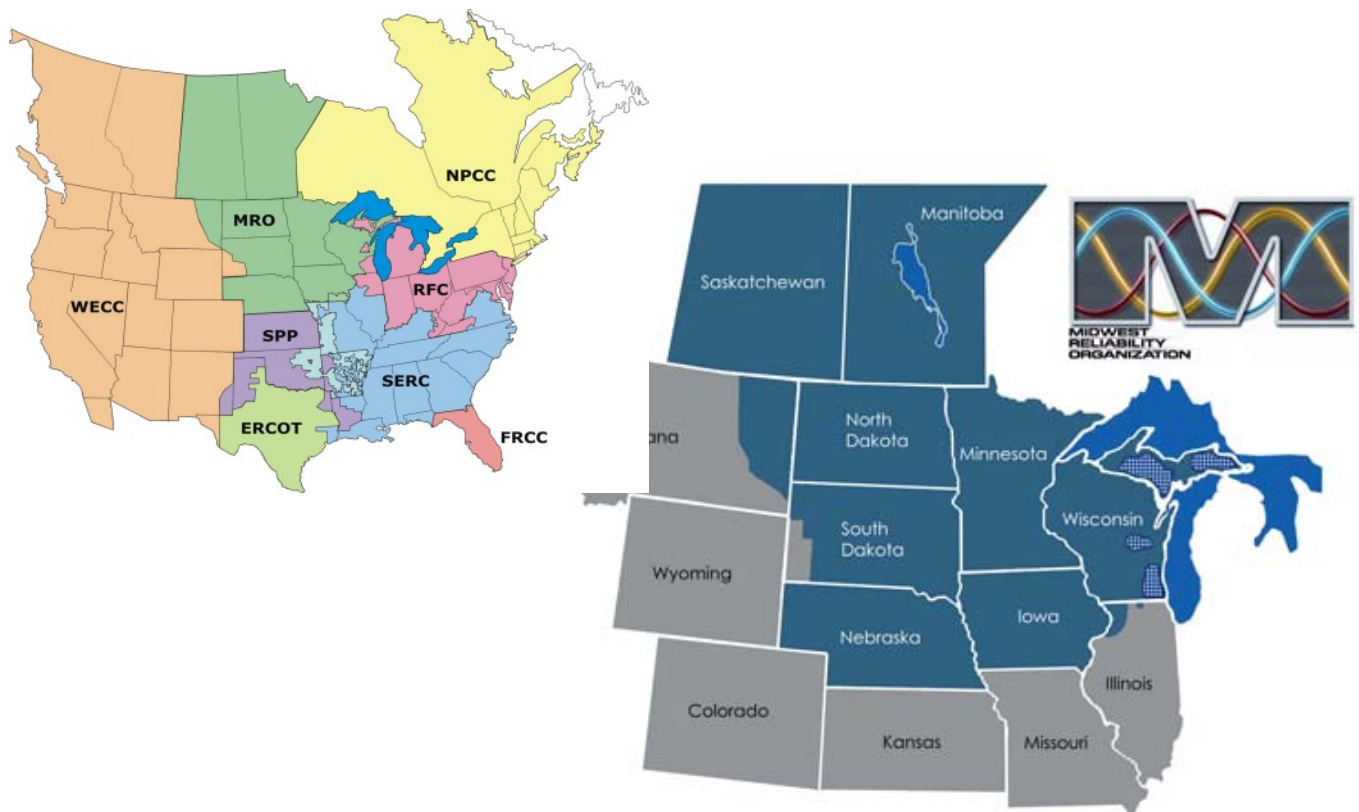 NPCC
MRO
RFC
WECC
SPP
SERC
ERCOT
FRCC
Manitoba
Saskatchewan
MIDWEST
RELIABILITY
ORGANIZATION
ana
North
Dakota
Minnesota
South
Dakota
Wisconsin
Wyoming
Iowa
Nebraska
Illinois
Colorado
Kansas
Missouri